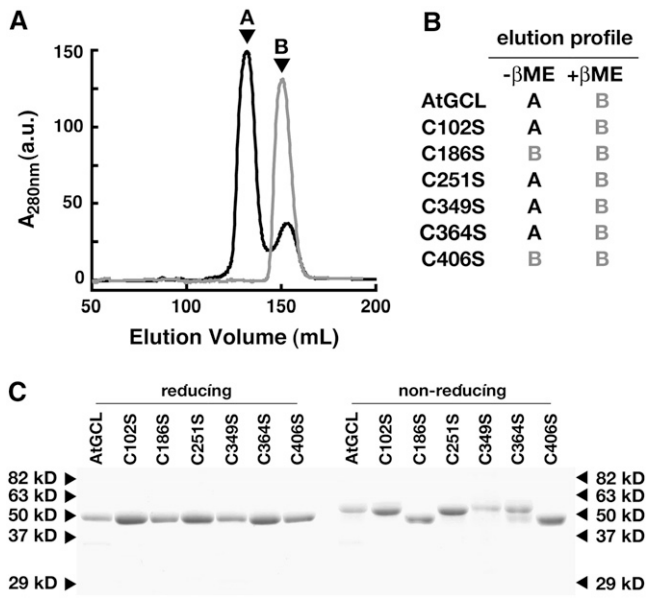 A
A
B
150
100
50
0
50 100 150 200
A280nm (a.u.)
Elution Volume (mL)
B
elution profile
-βME +βME
AtGCL A B
C102S A B
C186S B B
C251S A B
C349S A B
C364S A B
C406S B B
C
reducing
non-reducing
AtGCL C102S C186S C251S C349S C364S C406S
AtGCL C102S C186S C251S C349S C364S C406S
82 kD
63 kD
50 kD
37 kD
29 kD
82 kD
63 kD
50 kD
37 kD
29 kD